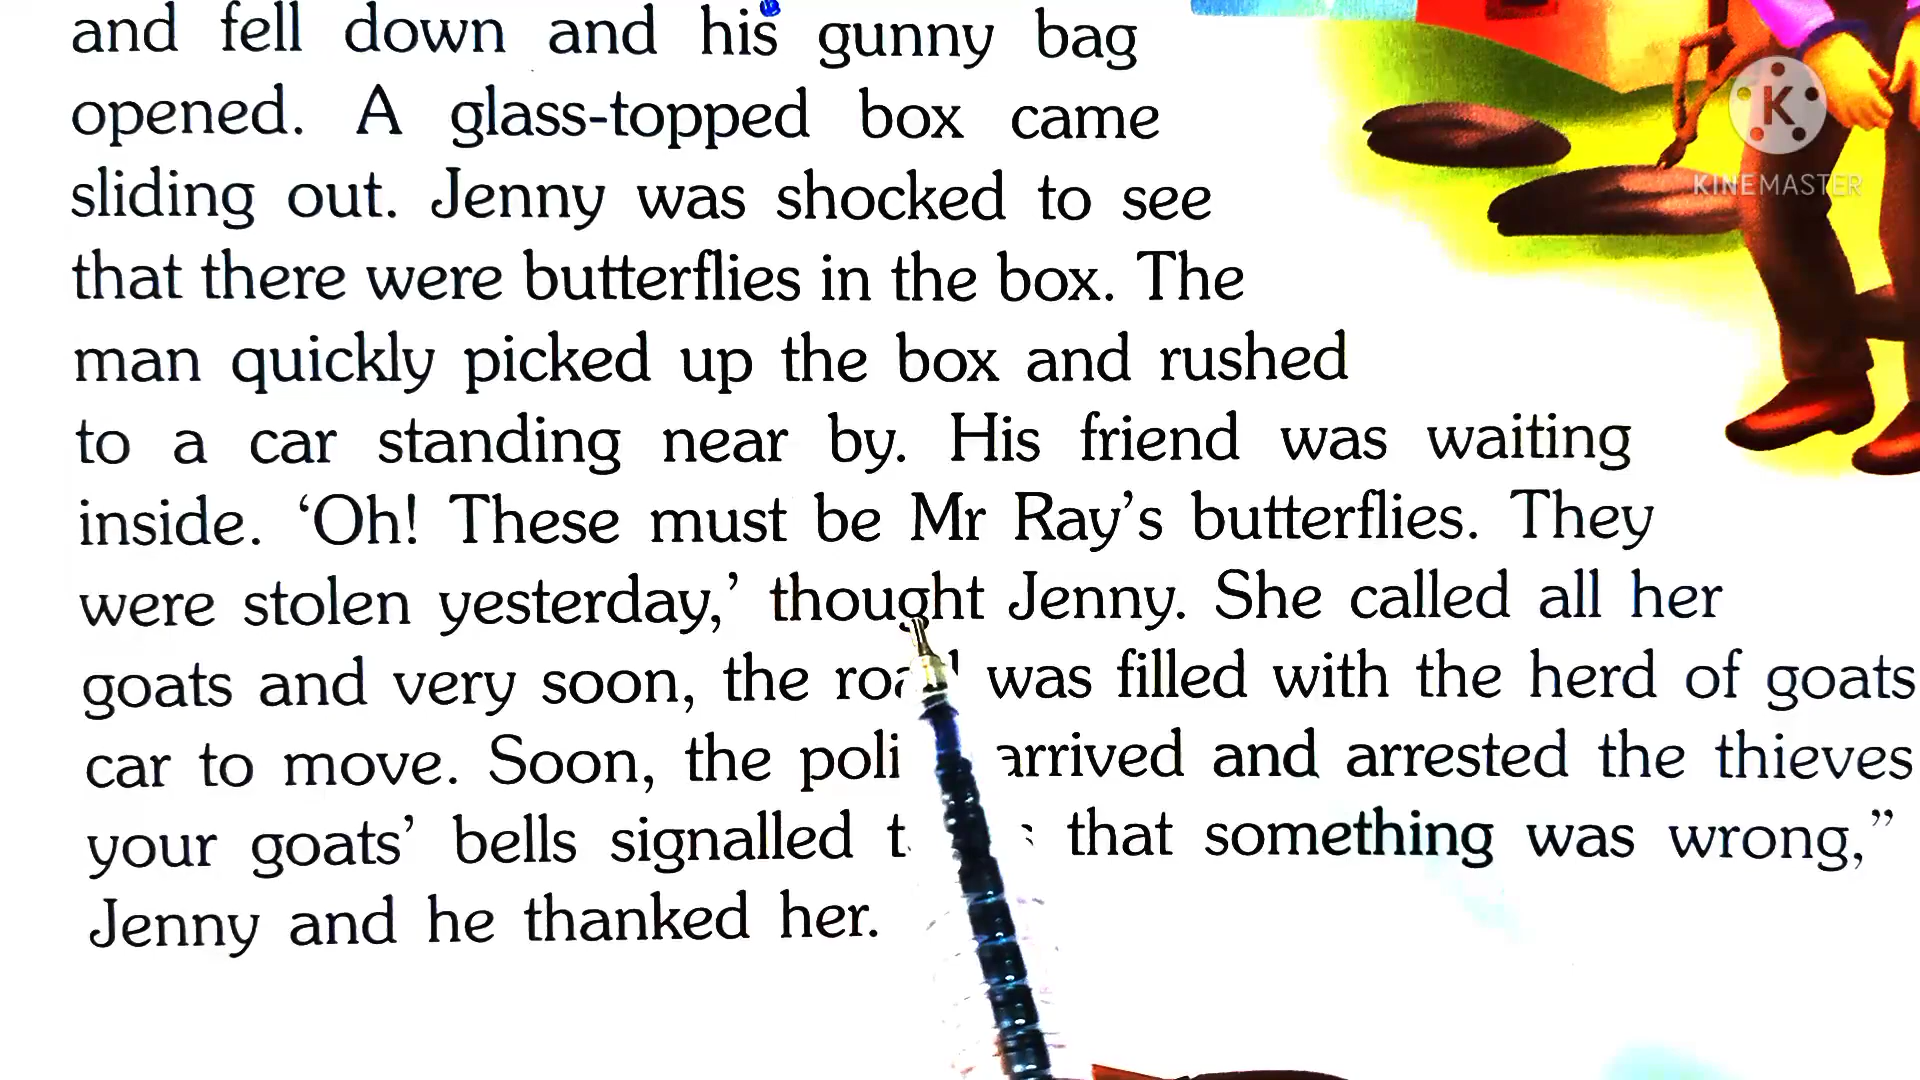 and fell down and his gunny bag
opened. A glass-topped box came
sliding out. Jenny was shocked to see
that there were butterflies in the box. The
man quickly picked up the box and rushed
to a car standing near by. His friend was waiting
inside. ‘Oh! These must be Mr Ray’s butterflies. They
were stolen yesterday,’ thought Jenny. She called all her
goats and very soon, the road was filled with the herd of goats
car to move. Soon, the arrived and arrested the thieves
your goats’ bells signalled that something was wrong,”
Jenny and he thanked her.
K
KINEMASTER